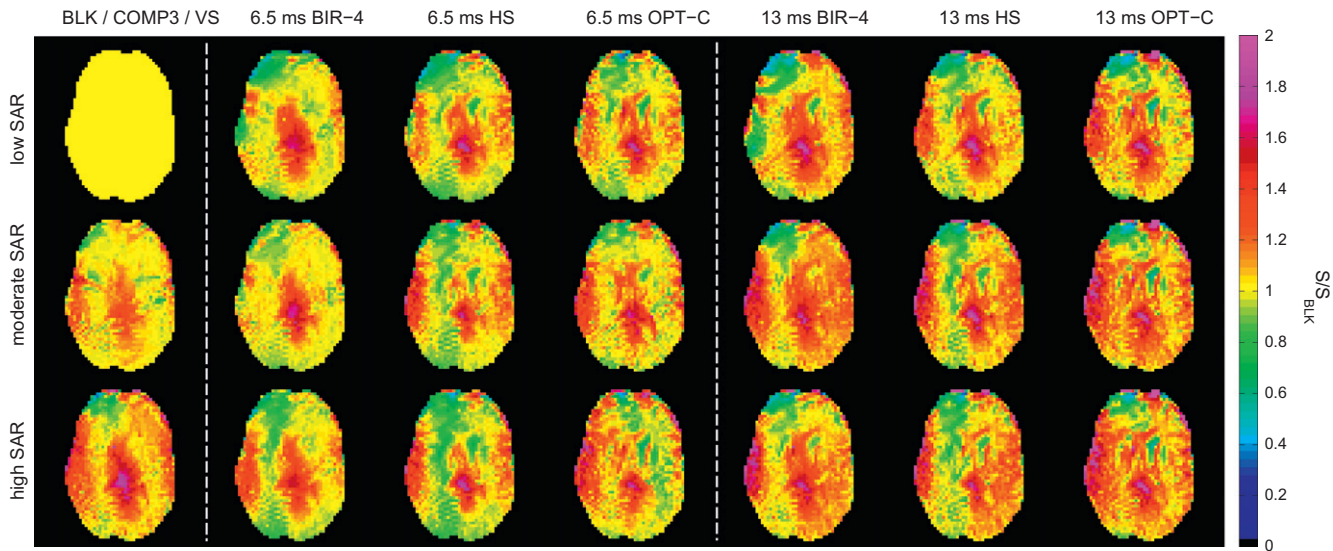 BLK / COMP3 / VS 6.5 ms BIR−4 6.5 ms HS 6.5 ms OPT−C 13 ms BIR−4 13 ms HS 13 ms OPT−C
low SAR
moderate SAR
high SAR
2
1.8
1.6
1.4
1.2
1
0.8
0.6
0.4
0.2
0
S/S_BLK